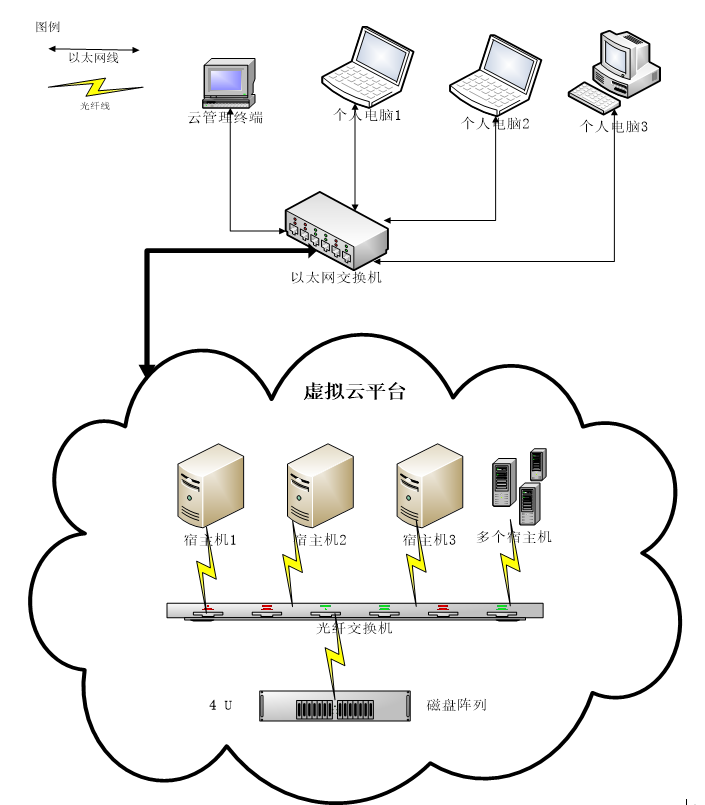 图例
以太网线
光纤线
云管理终端
个人电脑1
个人电脑2
个人电脑3
以太网交换机
虚拟云平台
宿主机1
宿主机2
宿主机3
多个宿主机
光纤交换机
4 U
磁盘阵列